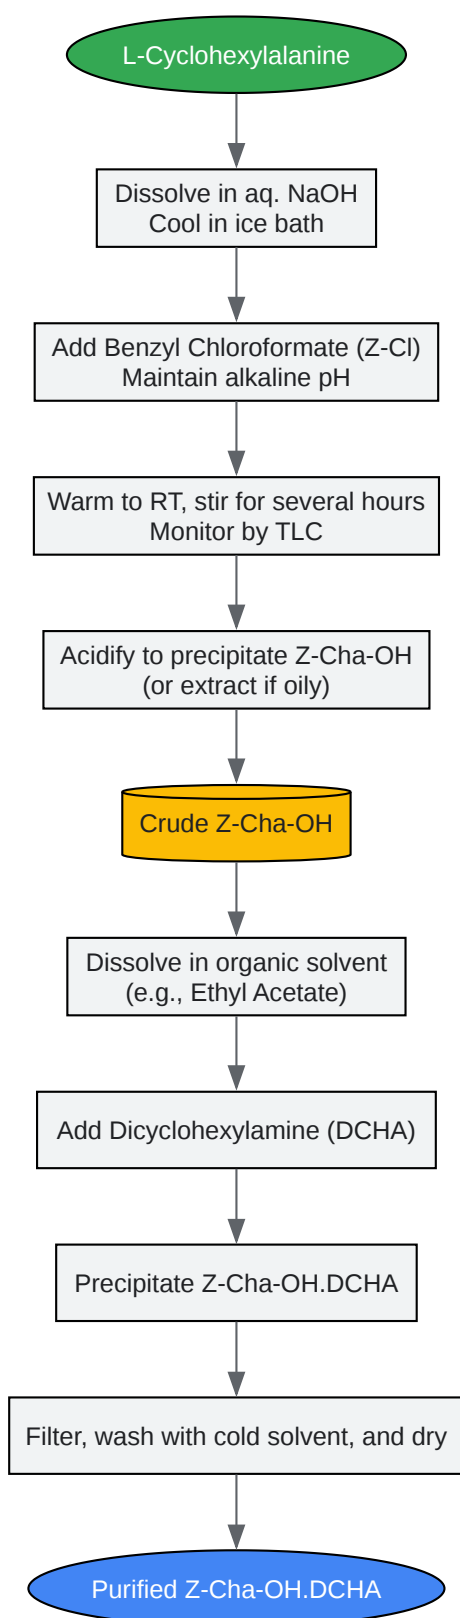 L-Cyclohexylalanine
Dissolve in aq. NaOH
Cool in ice bath
Add Benzyl Chloroformate (Z-Cl)
Maintain alkaline pH
Warm to RT, stir for several hours
Monitor by TLC
Acidify to precipitate Z-Cha-OH
(or extract if oily)
Crude Z-Cha-OH
Dissolve in organic solvent
(e.g., Ethyl Acetate)
Add Dicyclohexylamine (DCHA)
Precipitate Z-Cha-OH.DCHA
Filter, wash with cold solvent, and dry
Purified Z-Cha-OH.DCHA